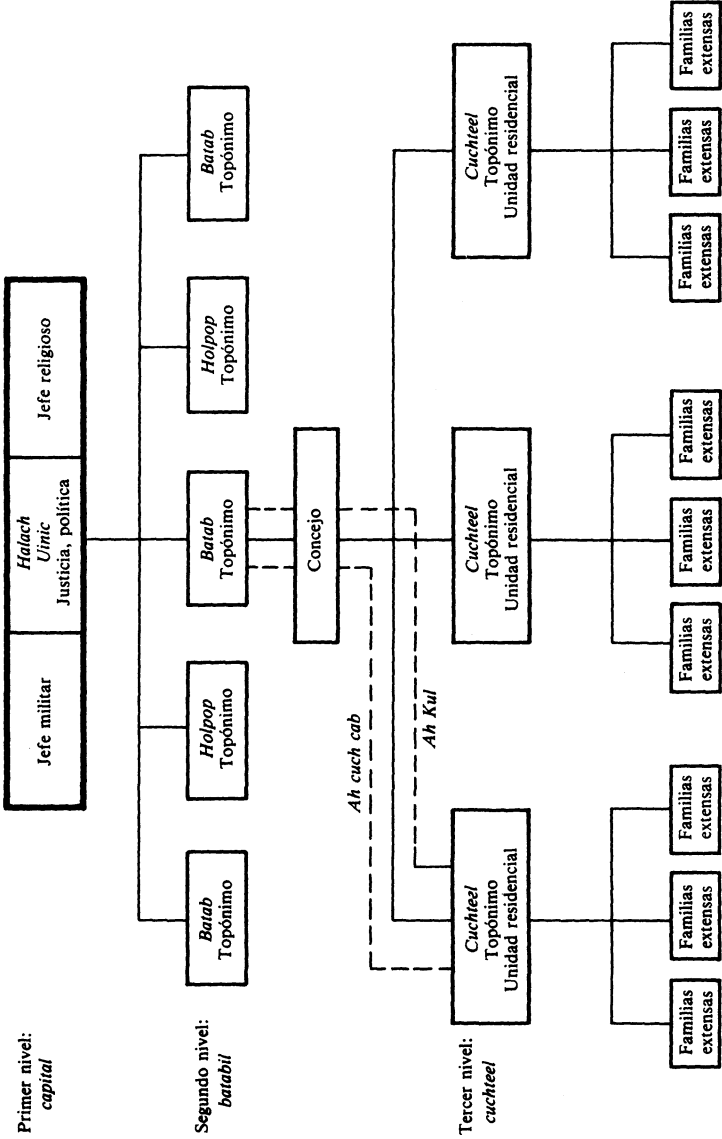 Primer nivel:
capital
Jefe militar
Halach
Uinic
Justicia, política
Jefe religioso
Segundo nivel:
batabil
Batab
Topónimo
Holpop
Topónimo
Batab
Topónimo
Holpop
Topónimo
Batab
Topónimo
Concejo
Ah cuch cab
Ah Kul
Tercer nivel:
cuchteel
Cuchteel
Topónimo
Unidad residencial
Cuchteel
Topónimo
Unidad residencial
Cuchteel
Topónimo
Unidad residencial
Familias
extensas
Familias
extensas
Familias
extensas
Familias
extensas
Familias
extensas
Familias
extensas
Familias
extensas
Familias
extensas
Familias
extensas